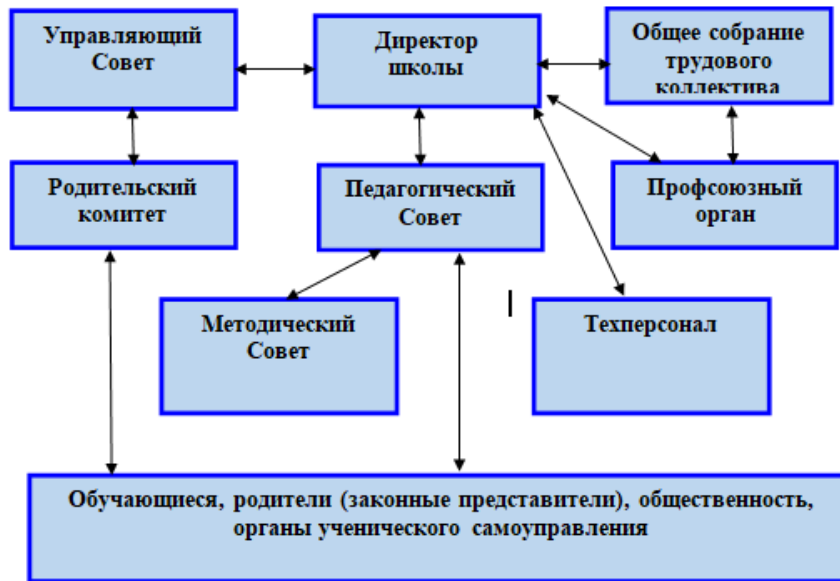 Управляющий
Совет
Директор
школы
Общее собрание
трудового
коллектива
Родительский
комитет
Педагогический
Совет
Профсоюзный
орган
Методический
Совет
Техперсонал
Обучающиеся, родители (законные представители), общественность,
органы ученического самоуправления